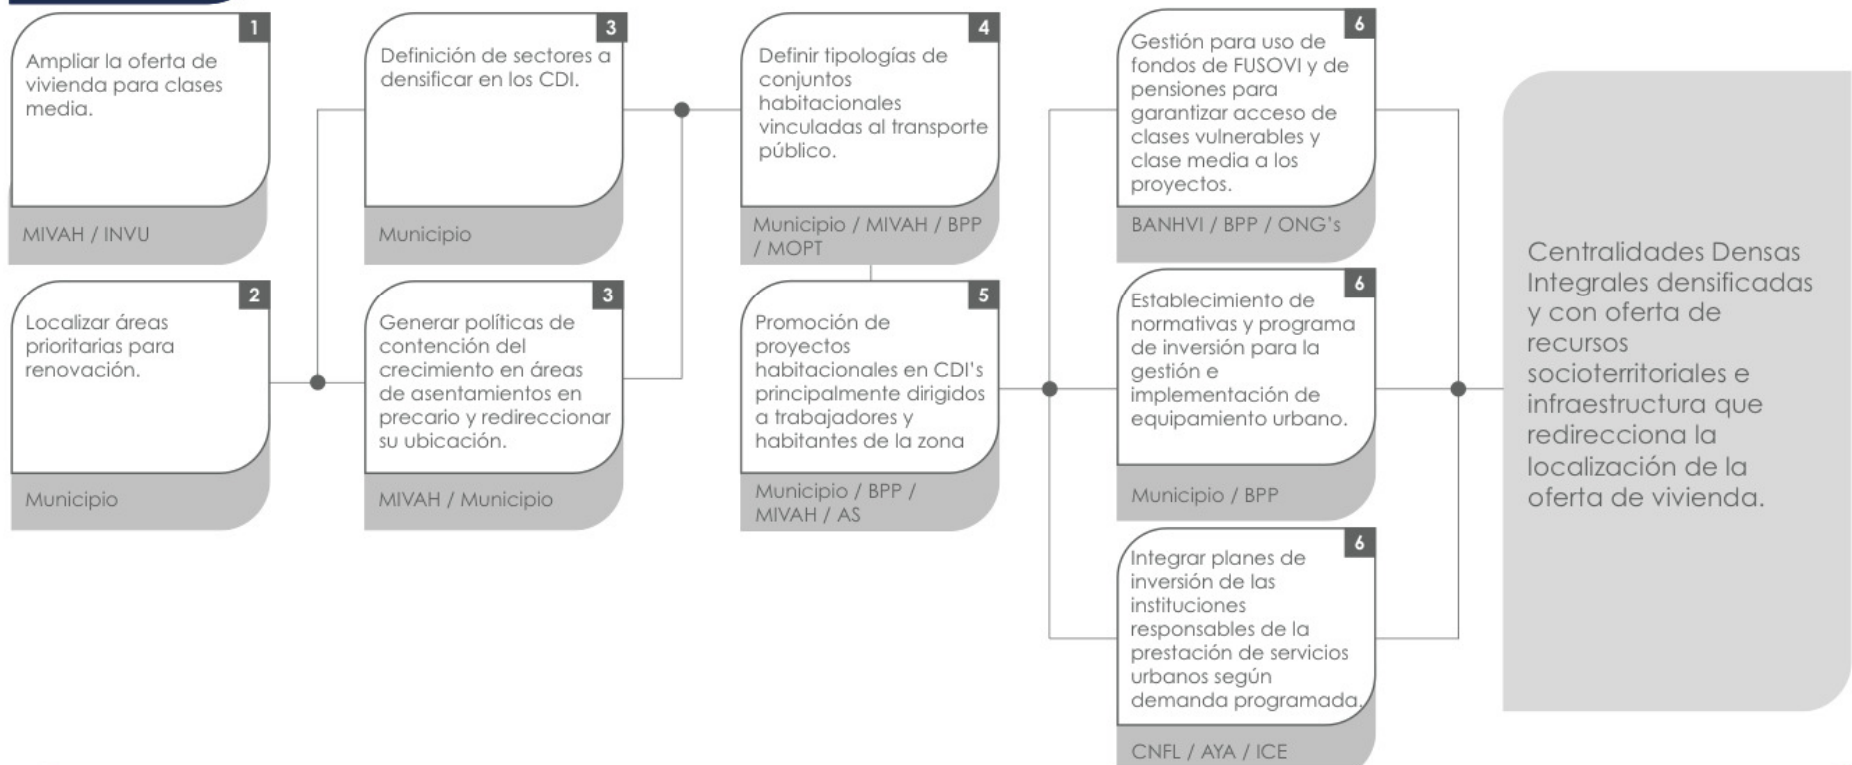 1
Ampliar la oferta de
vivienda para clases
media.
MIVAH / INVU
2
Localizar áreas
prioritarias para
renovación.
Municipio
3
Definición de sectores a
densificar en los CDI.
Municipio
3
Generar políticas de
contención del
crecimiento en áreas
de asentamientos en
precario y redireccionar
su ubicación.
MIVAH / Municipio
4
Definir tipologías de
conjuntos
habitacionales
vinculadas al transporte
público.
Municipio / MIVAH / BPP
/ MOPT
5
Promoción de
proyectos
habitacionales en CDI's
principalmente dirigidos
a trabajadores y
habitantes de la zona
Municipio / BPP /
MIVAH / AS
6
Gestión para uso de
fondos de FUSOVI y de
pensiones para
garantizar acceso de
clases vulnerables y
clase media a los
proyectos.
BANHVI / BPP / ONG's
6
Establecimiento de
normativas y programa
de inversión para la
gestión e
implementación de
equipamiento urbano.
Municipio / BPP
6
Integrar planes de
inversión de las
instituciones
responsables de la
prestación de servicios
urbanos según
demanda programada.
CNFL / AYA / ICE
Centralidades Densas
Integrales densificadas
y con oferta de
recursos
socioterritoriales e
infraestructura que
redirecciona la
localización de la
oferta de vivienda.